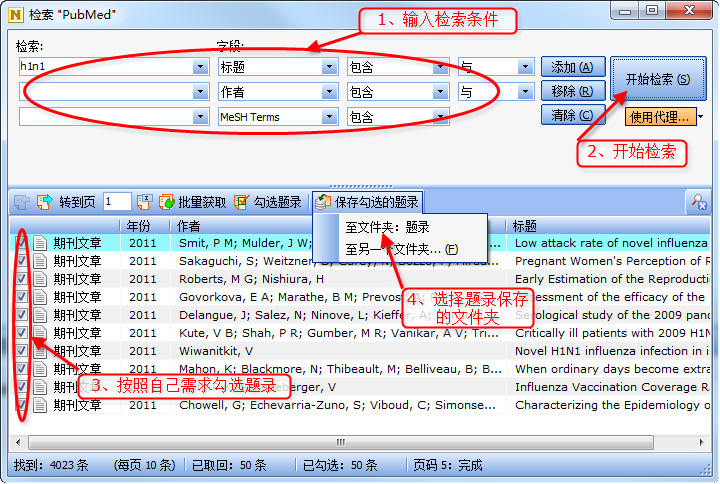 检索 "PubMed"
1、输入检索条件
检索: 字段:
h1n1 标题 包含 与 添加 (A) 开始检索 (S)
作者 包含 与 移除 (R)
MeSH Terms 包含 清除 (C) 使用代理...
2、开始检索
转到页 1 批量获取 勾选题录 保存勾选的题录
至文件夹: 题录
至另一个文件夹... (F)
年份 作者 标题
期刊文章 2011 Smit, P M; Mulder, J W; Low attack rate of novel influenza
期刊文章 2011 Sakaguchi, S; Weitzner, Pregnant Women's Perception of R
期刊文章 2011 Roberts, M G; Nishiura, H Early Estimation of the Reproductio
期刊文章 2011 Govorkova, E A; Marathe, B M; Prevos essment of the efficacy of the
4、选择题录保存
的文件夹
期刊文章 2011 Delangue, J; Salez, N; Ninove, L; Kieffer, Serological study of the 2009 pand
期刊文章 2011 Kute, V B; Shah, P R; Gumber, M R; Vanikar, A V; Tri... Critically ill patients with 2009 H1N
期刊文章 2011 Wiwanitkit, V Novel H1N1 influenza infection in i
期刊文章 2011 Mahon, K; Blackmore, N; Thibeault, M; Belliveau, B; B... When ordinary days become extra
3、按照自己需求勾选题录
berger, V Influenza Vaccination Coverage R
期刊文章 2011 Chowell, G; Echevarria-Zuno, S; Viboud, C; Simonse... Characterizing the Epidemiology o
找到: 4023 条 (每页 10 条) 已取回: 50 条 已勾选: 50 条 页码 5: 完成